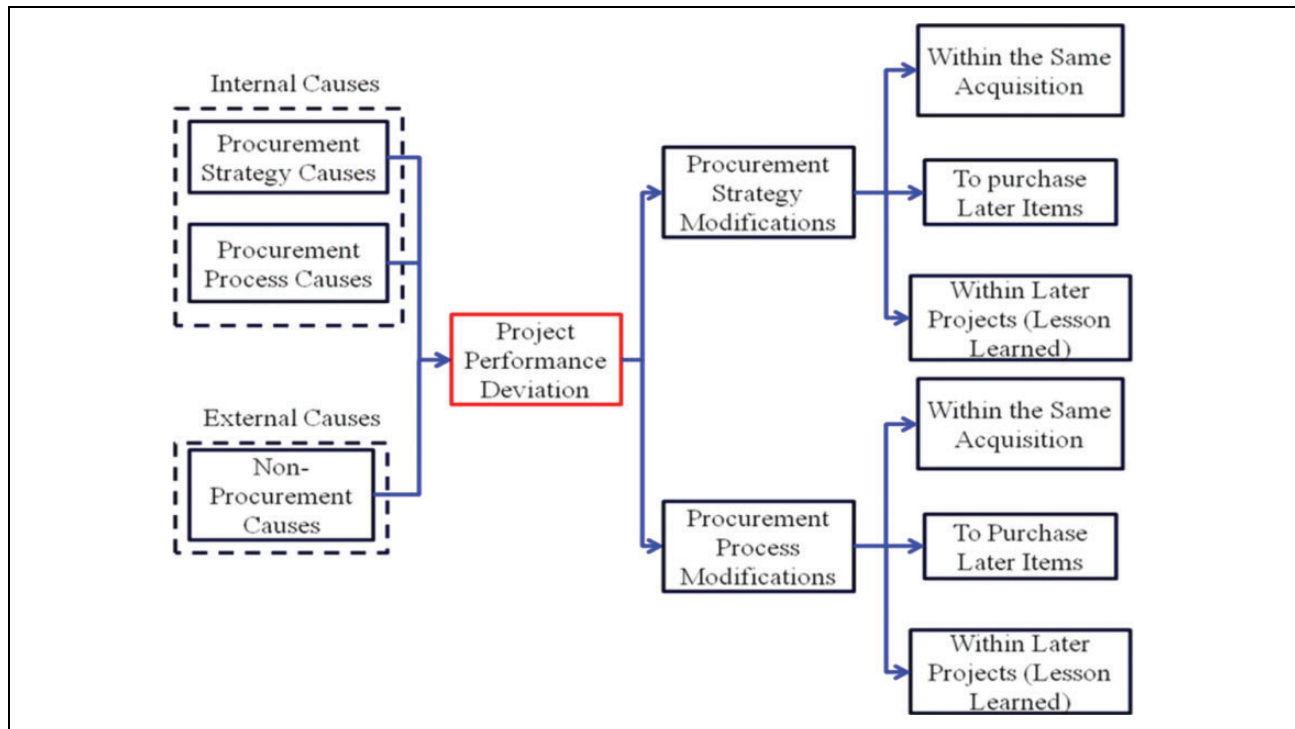 Internal Causes
Procurement
Strategy Causes
Procurement
Process Causes
External Causes
Non-
Procurement
Causes
Project
Performance
Deviation
Procurement
Strategy
Modifications
Procurement
Process
Modifications
Within the Same
Acquisition
To purchase
Later Items
Within Later
Projects (Lesson
Learned)
Within the Same
Acquisition
To Purchase
Later Items
Within Later
Projects (Lesson
Learned)